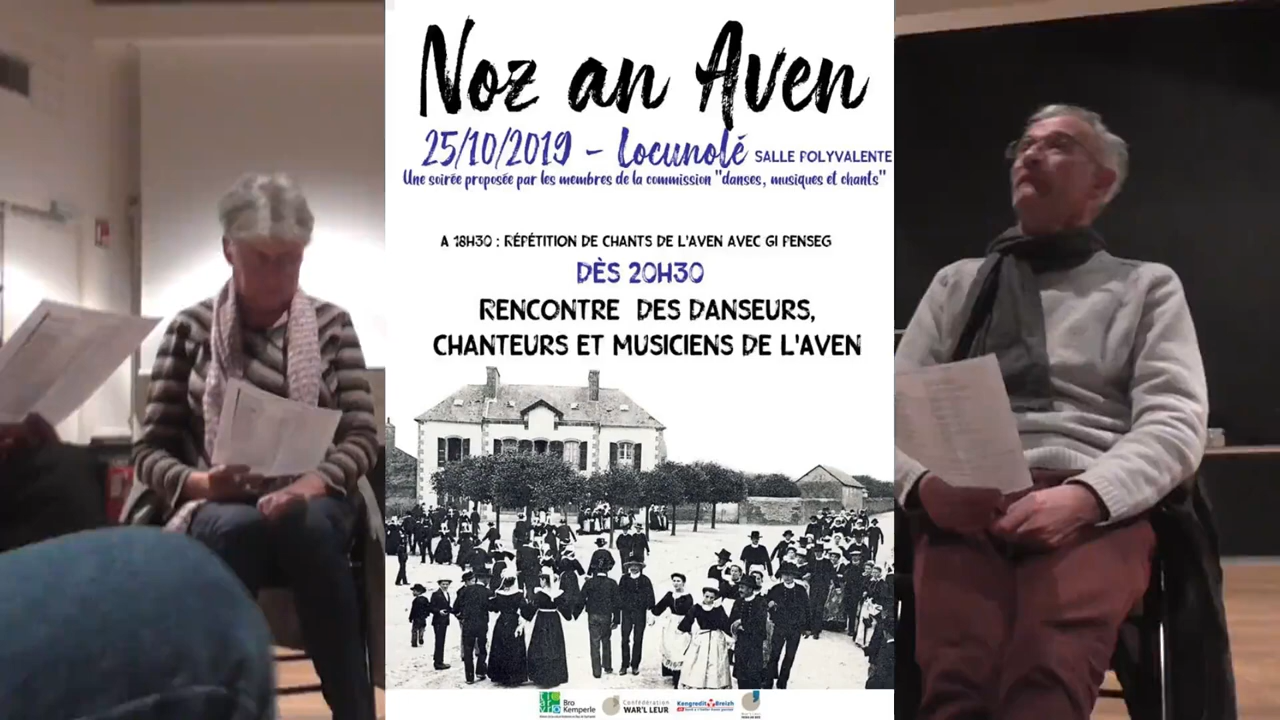 Noz an Aven
25/10/2019 - Locunolé SALLE POLYVALENTE
Une soirée proposée par les membres de la commission "danses, musiques et chants"
A 18H30 : RÉPÉTITION DE CHANTS DE L'AVEN AVEC GI PENSEG
DÈS 20H30
RENCONTRE DES DANSEURS,
CHANTEURS ET MUSICIENS DE L'AVEN
Bro
Kemperle
Confédération
WAR'L LEUR
Kengredit Breizh